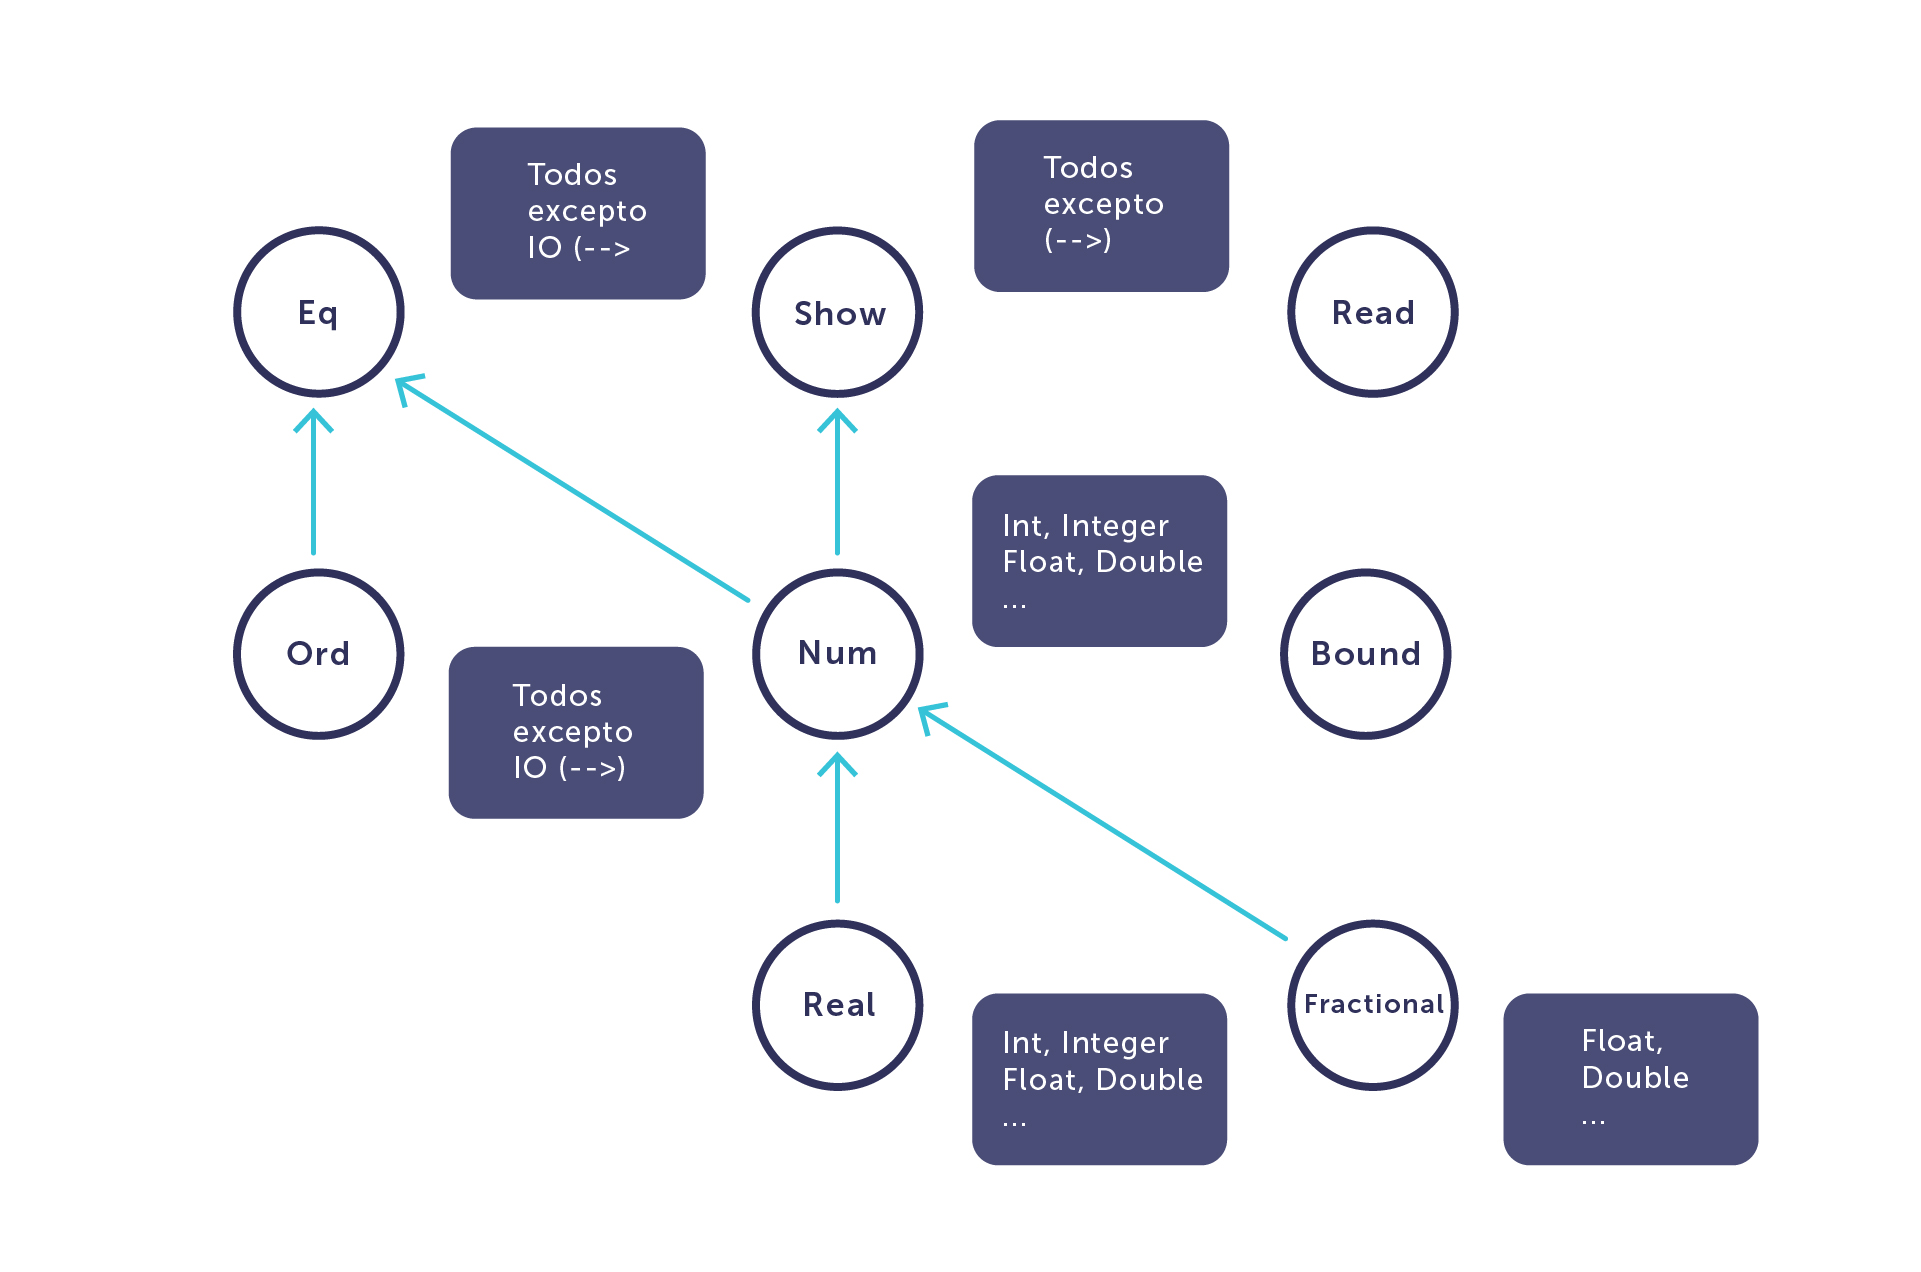 Todos
excepto
IO (-->
Todos
excepto
(-->)
Eq
Show
Read
Int, Integer
Float, Double
...
Ord
Num
Bound
Todos
excepto
IO (-->)
Real
Fractional
Int, Integer
Float, Double
...
Float,
Double
...